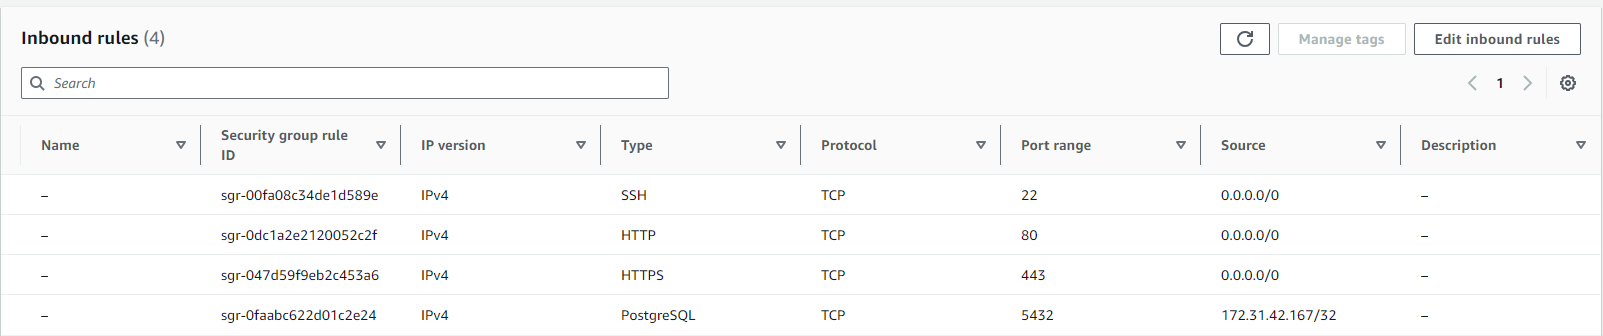 Inbound rules (4)
Manage tags
Edit inbound rules
Search
1
Name Security group rule ID IP version Type Protocol Port range Source Description
– sgr-00fa08c34de1d589e IPv4 SSH TCP 22 0.0.0.0/0 –
– sgr-0dc1a2e2120052c2f IPv4 HTTP TCP 80 0.0.0.0/0 –
– sgr-047d59f9eb2c453a6 IPv4 HTTPS TCP 443 0.0.0.0/0 –
– sgr-0faabc622d01c2e24 IPv4 PostgreSQL TCP 5432 172.31.42.167/32 –